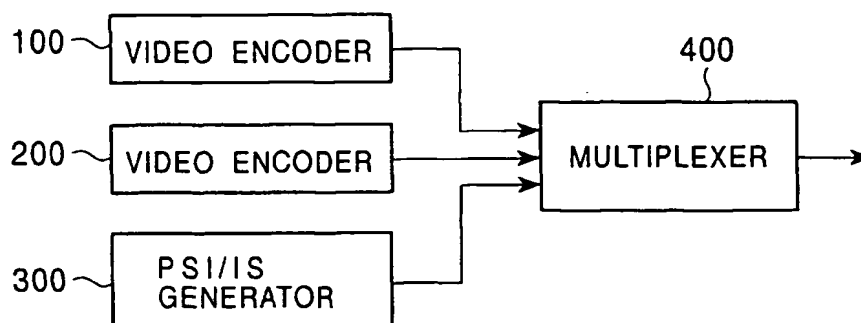 100
VIDEO ENCODER
400
200
VIDEO ENCODER
MULTIPLEXER
300
PSI/IS
GENERATOR